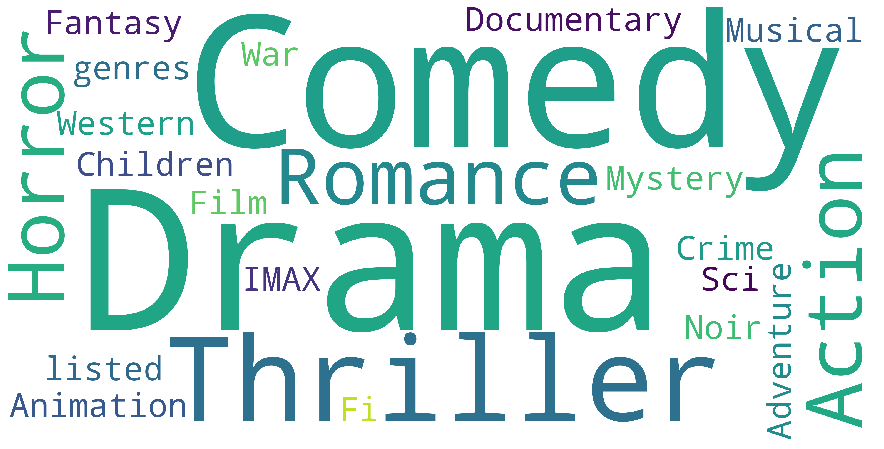 Fantasy
Documentary
Musical
War
Comedy
genres
Horror
Western
Children
Romance
Mystery
Film
Drama
Crime
IMAX
Sci
Action
Adventure
Noir
Thriller
listed
Animation
Fi